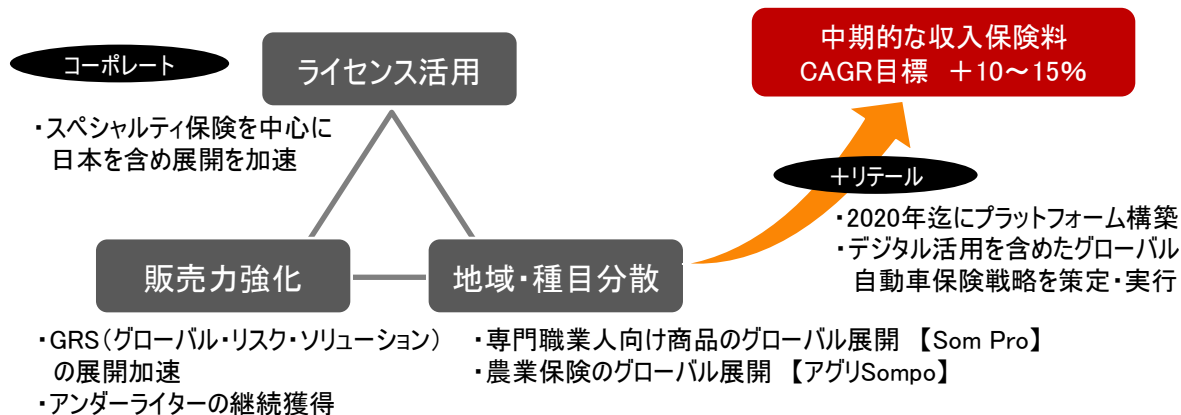 コーポレート
ライセンス活用
・スペシャルティ保険を中心に
日本を含め展開を加速
中期的な収入保険料
CAGR目標 +10～15%
+リテール
・2020年迄にプラットフォーム構築
・デジタル活用を含めたグローバル
自動車保険戦略を策定・実行
販売力強化
地域・種目分散
・GRS(グローバル・リスク・ソリューション)
の展開加速
・アンダーライターの継続獲得
・専門職業人向け商品のグローバル展開 【Som Pro】
・農業保険のグローバル展開 【アグリSompo】